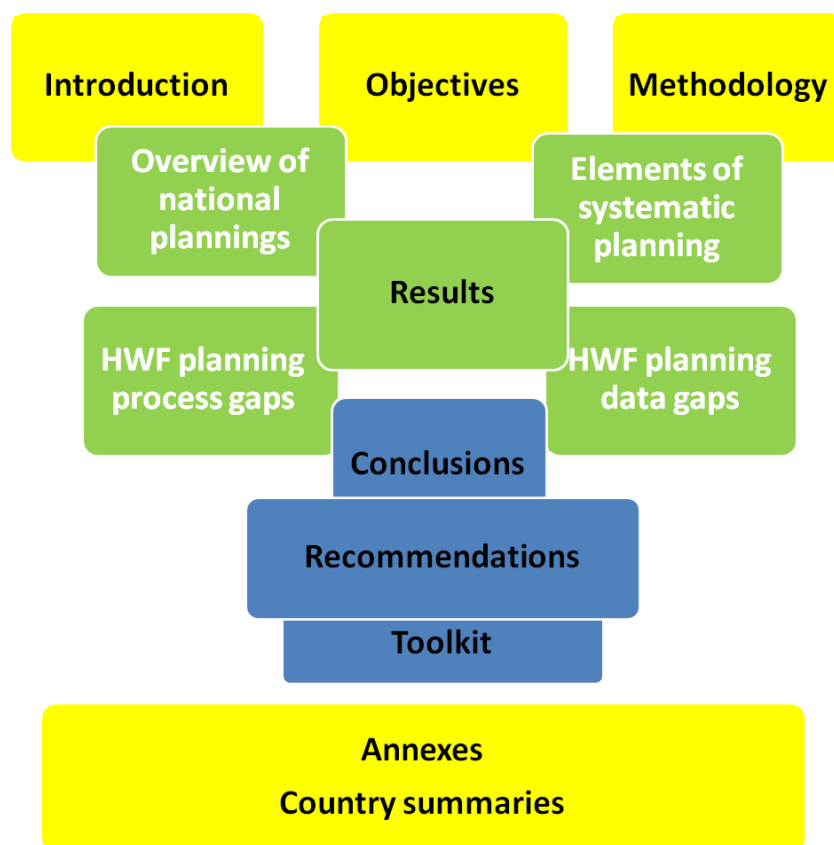 Introduction
Objectives
Methodology
Overview of
national
plannings
Elements of
systematic
planning
Results
HWF planning
process gaps
HWF planning
data gaps
Conclusions
Recommendations
Toolkit
Annexes
Country summaries